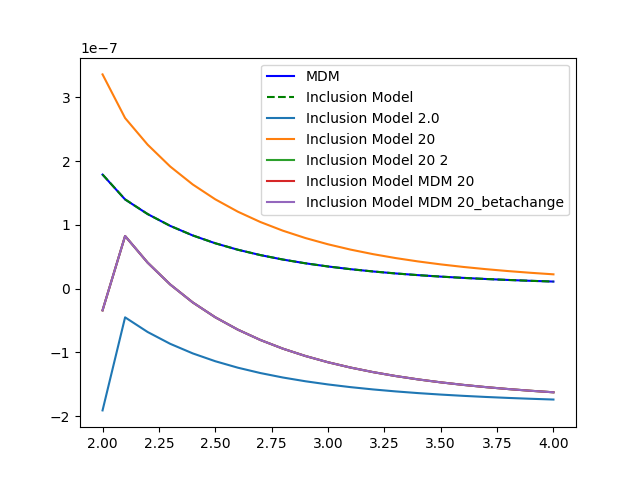 1e−7
3
2
1
0
−1
−2
2.00 2.25 2.50 2.75 3.00 3.25 3.50 3.75 4.00
MDM
Inclusion Model
Inclusion Model 2.0
Inclusion Model 20
Inclusion Model 20 2
Inclusion Model MDM 20
Inclusion Model MDM 20_betachange